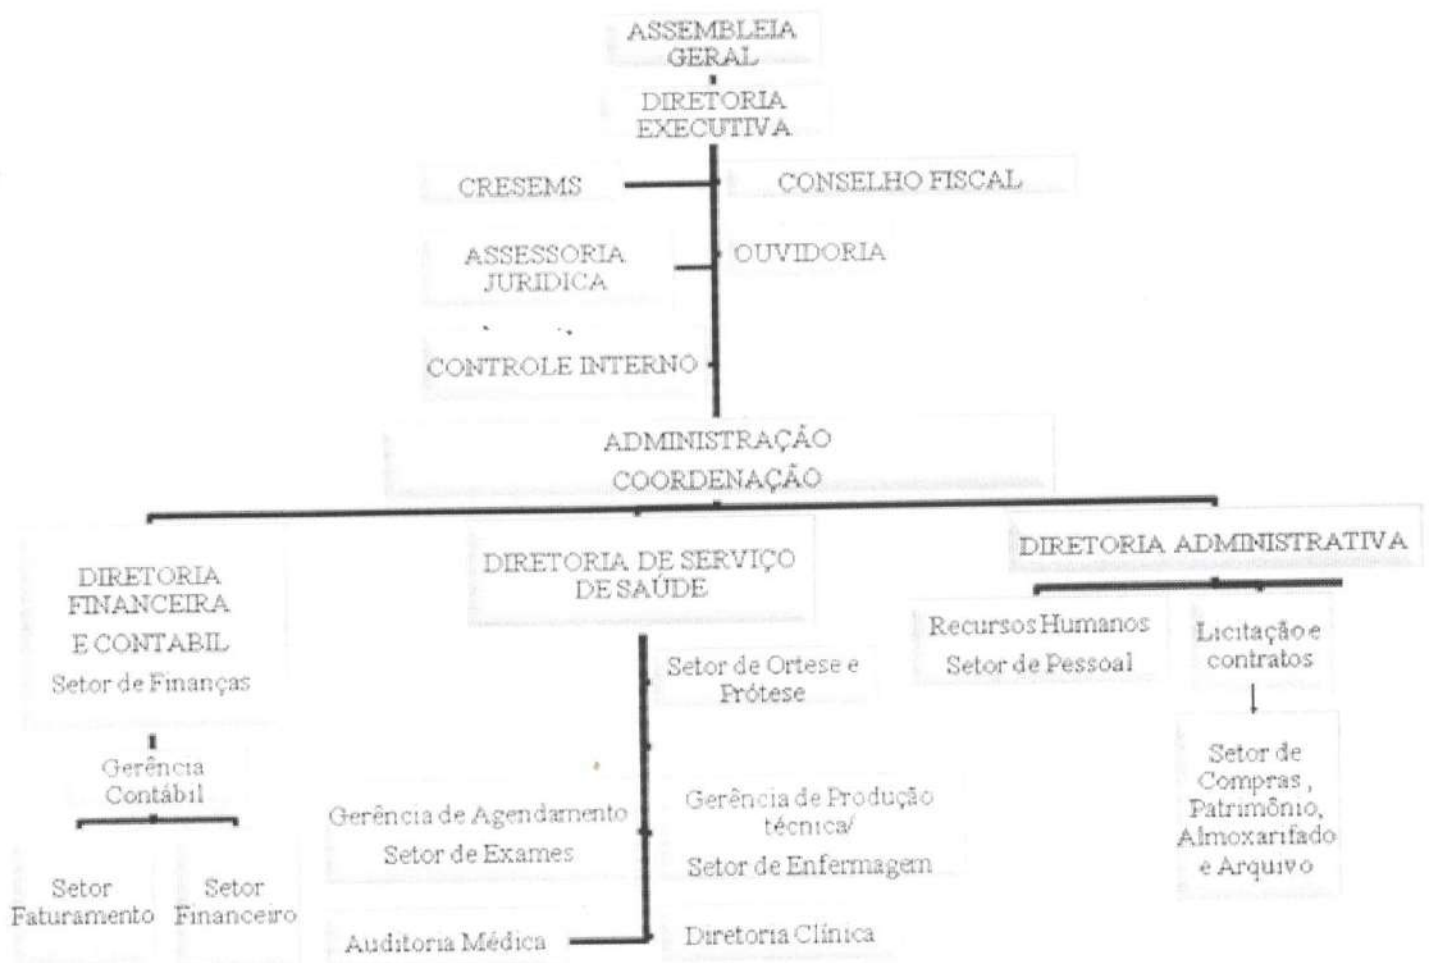 ASSEMBLEIA
GERAL
DIRETORIA
EXECUTIVA
CRESEMS
CONSELHO FISCAL
ASSESSORIA
JURIDICA
OUVIDORIA
CONTROLE INTERNO
ADMINISTRAÇÃO
COORDENAÇÃO
DIRETORIA
FINANCEIRA
E CONTABIL
Setor de Finanças
Gerência
Contábil
Setor
Faturamento
Setor
Financeiro
DIRETORIA DE SERVIÇO
DE SAÚDE
Setor de Ortese e
Prótese
Gerência de Agendamento
Setor de Exames
Gerência de Produção
técnica/
Setor de Enfermagem
Auditoria Médica
Diretoria Clínica
DIRETORIA ADMINISTRATIVA
Recursos Humanos
Setor de Pessoal
Licitação e
contratos
Setor de
Compras ,
Patrimônio,
Almoxarifado
e Arquivo